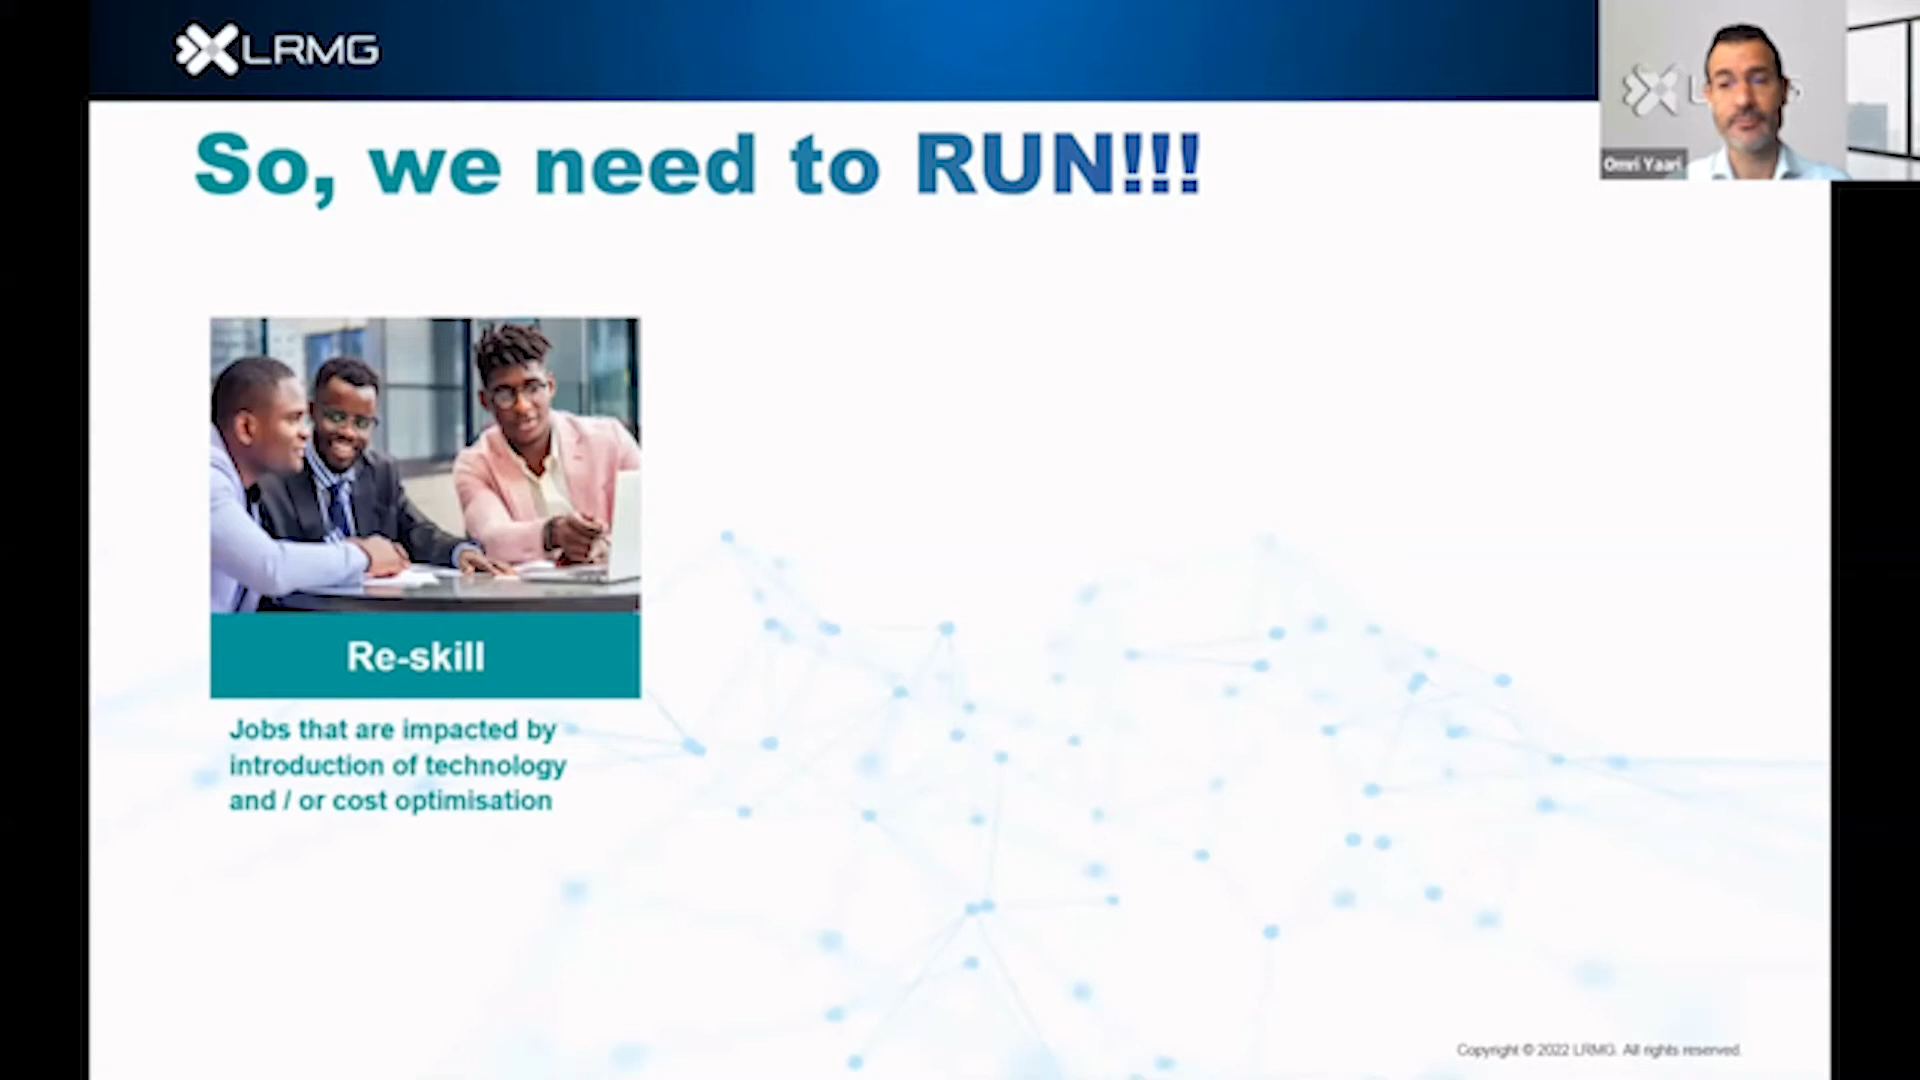 LRMG
So, we need to RUN!!!
Omri Yaari
Re-skill
Jobs that are impacted by
introduction of technology
and / or cost optimisation
Copyright © 2022 LRMG. All rights reserved.